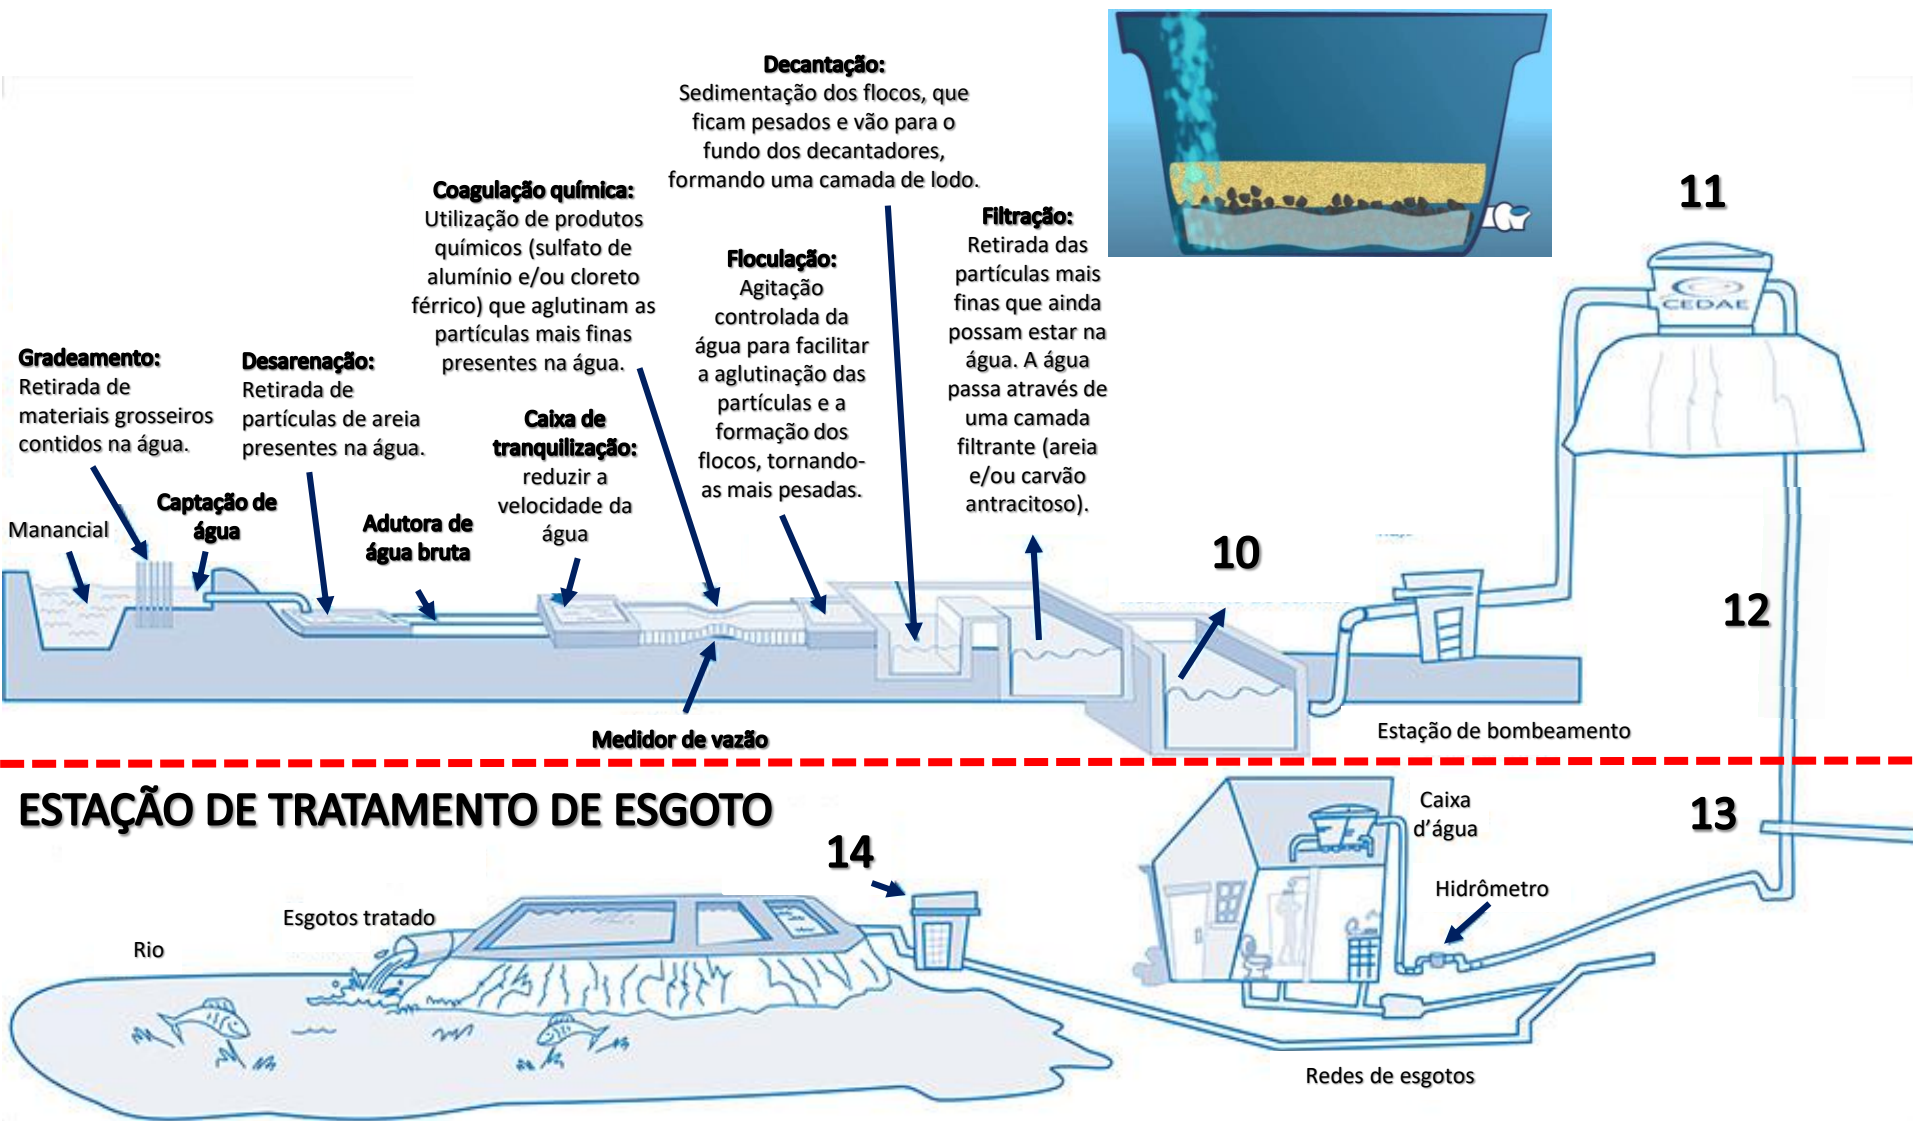 Decantação:
Sedimentação dos flocos, que
ficam pesados e vão para o
fundo dos decantadores,
formando uma camada de lodo.
Coagulação química:
Utilização de produtos
químicos (sulfato de
alumínio e/ou cloreto
férrico) que aglutinam as
partículas mais finas
presentes na água.
Filtração:
Retirada das
partículas mais
finas que ainda
possam estar na
água. A água
passa através de
uma camada
filtrante (areia
e/ou carvão
antracitoso).
11
CEDAE
Floculação:
Agitação
controlada da
água para facilitar
a aglutinação das
partículas e a
formação dos
flocos, tornando-
as mais pesadas.
Gradeamento:
Retirada de
materiais grosseiros
contidos na água.
Desarenação:
Retirada de
partículas de areia
presentes na água.
Caixa de
tranquilização:
reduzir a
velocidade da
água
Manancial
Captação de
água
Adutora de
água bruta
10
12
Medidor de vazão
Estação de bombeamento
ESTAÇÃO DE TRATAMENTO DE ESGOTO
14
Caixa
d’água
13
Hidrômetro
Esgotos tratado
Rio
Redes de esgotos